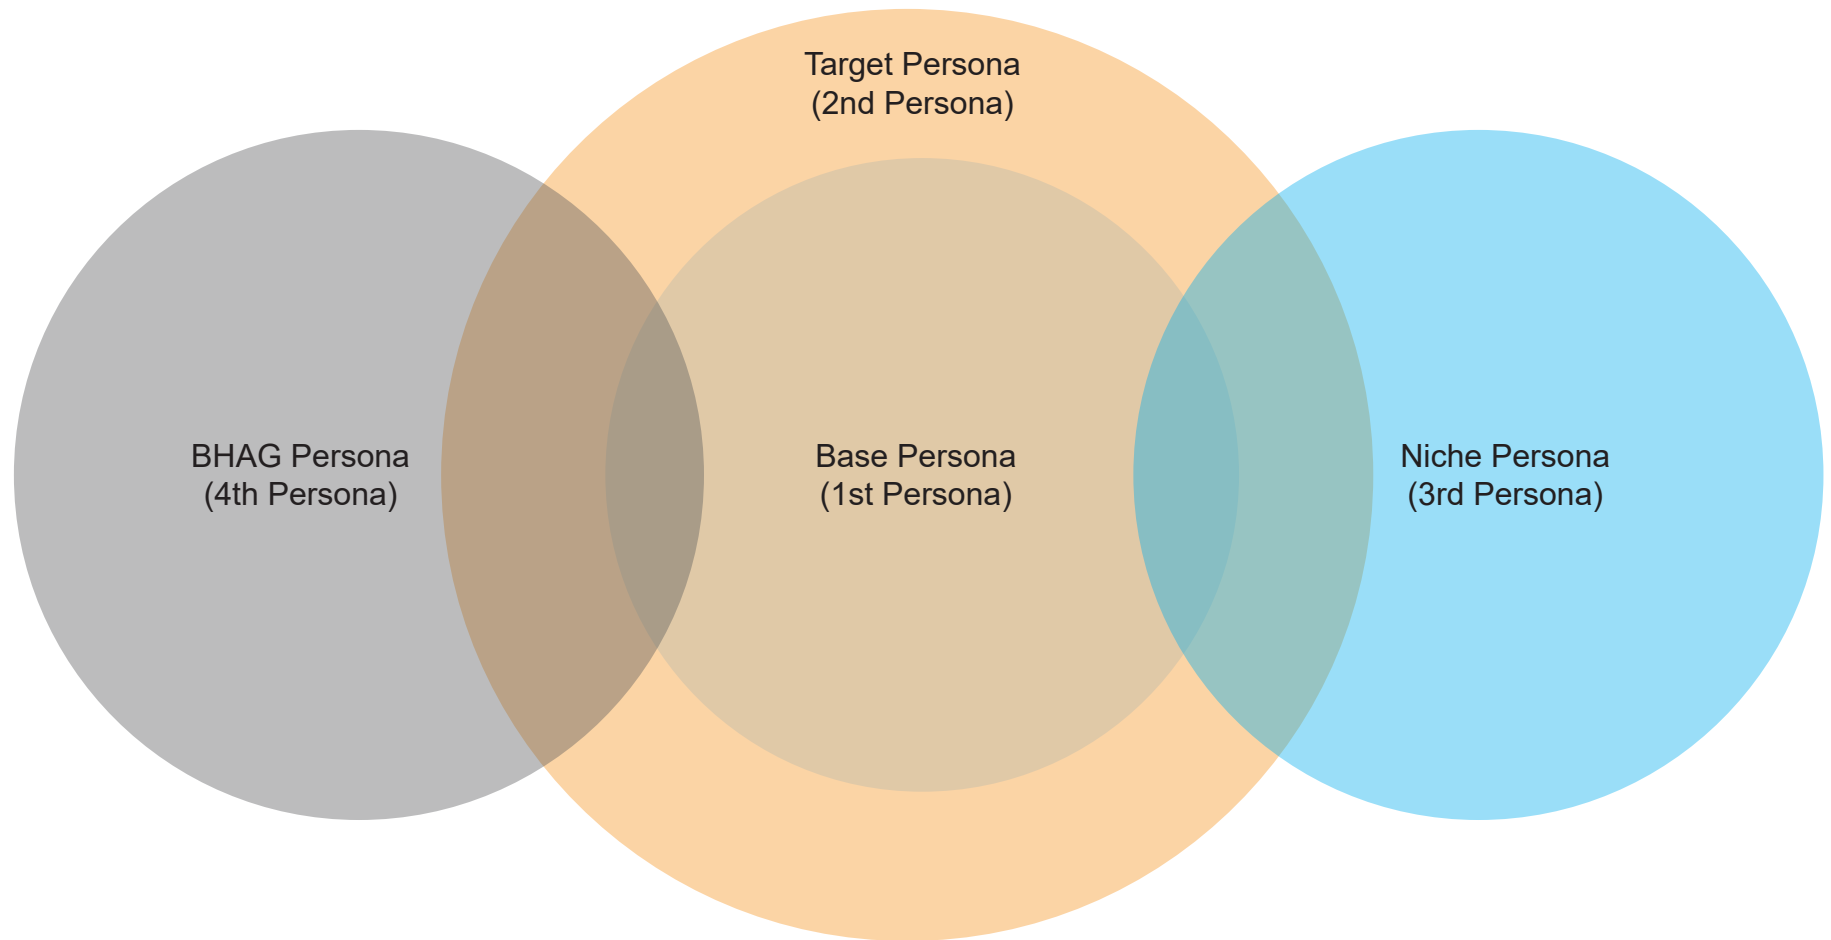 Target Persona
(2nd Persona)
BHAG Persona
(4th Persona)
Base Persona
(1st Persona)
Niche Persona
(3rd Persona)